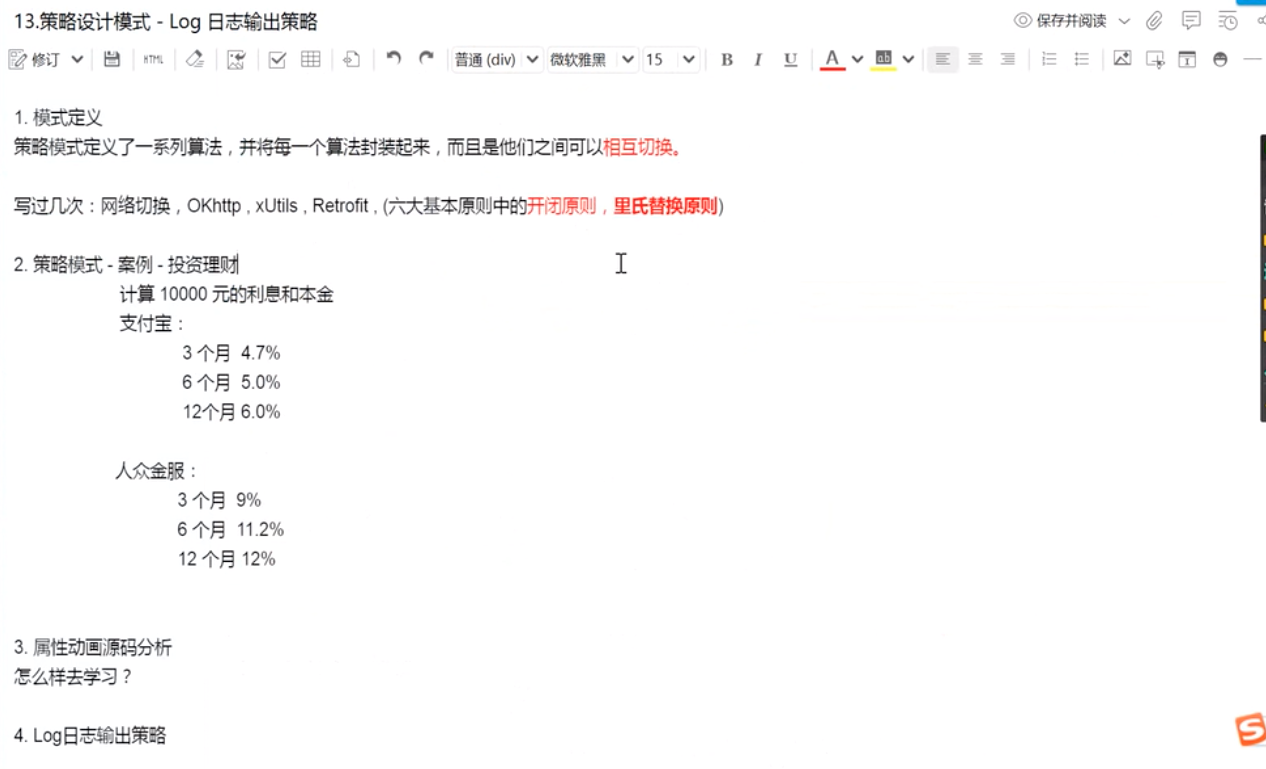 13.策略设计模式 - Log 日志输出策略
保存并阅读
修订 HTML 普通 (div) 微软雅黑 15 B I U A ab
1. 模式定义
策略模式定义了一系列算法，并将每一个算法封装起来，而且是他们之间可以相互切换。
写过几次：网络切换，OKhttp , xUtils , Retrofit , (六大基本原则中的开闭原则，里氏替换原则)
2. 策略模式 - 案例 - 投资理财
计算 10000 元的利息和本金
支付宝：
3 个月 4.7%
6 个月 5.0%
12个月 6.0%
人众金服：
3 个月 9%
6 个月 11.2%
12 个月 12%
3. 属性动画源码分析
怎么样去学习？
4. Log日志输出策略